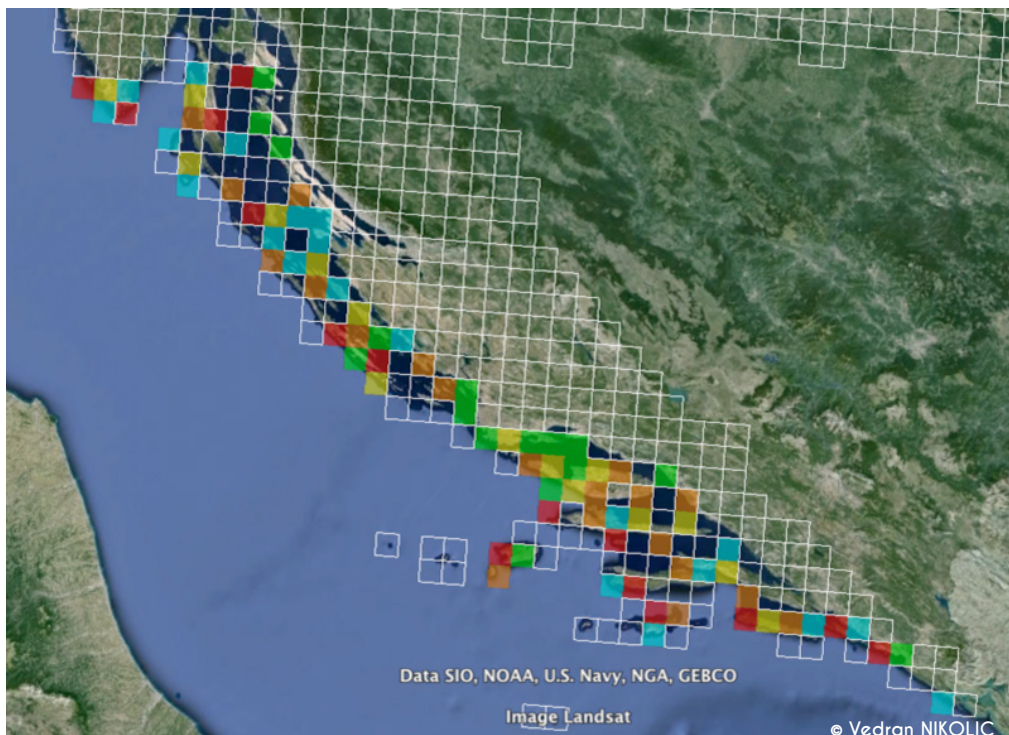 Data SIO, NOAA, U.S. Navy, NGA, GEBCO
Image Landsat
© Vedran NIKOLIC